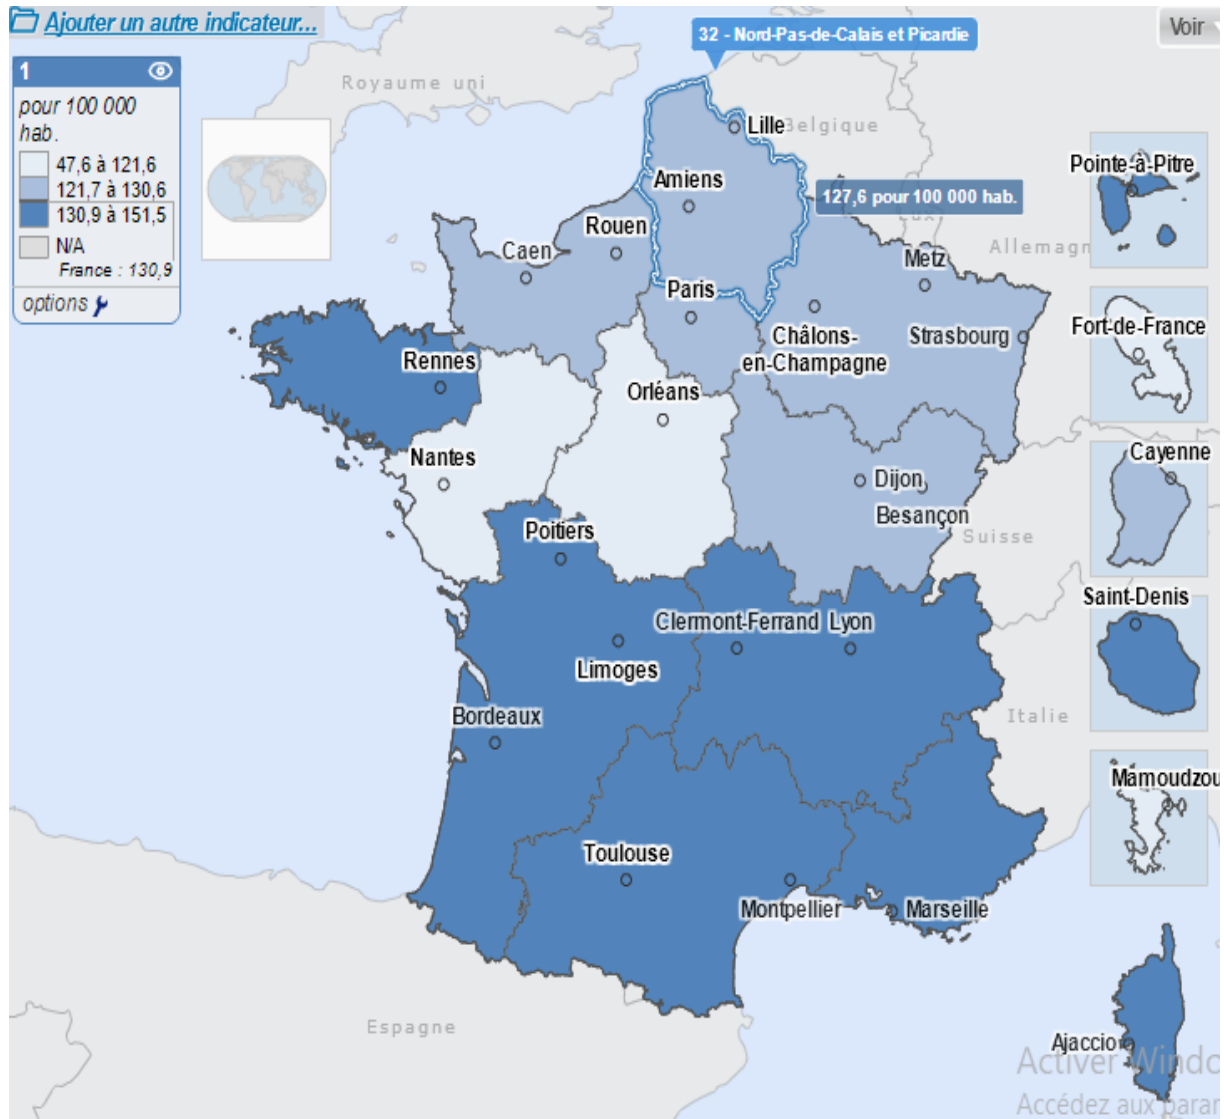 Ajouter un autre indicateur...
32 - Nord-Pas-de-Calais et Picardie
Voir
1
pour 100 000
hab.
47,6 à 121,6
121,7 à 130,6
130,9 à 151,5
N/A
France : 130,9
options
Royaume uni
Belgique
Lille
Amiens
127,6 pour 100 000 hab.
Pointe-à-Pitre
Rouen
Caen
Allemagn
Metz
Paris
Châlons-
en-Champagne
Strasbourg
Fort-de-France
Rennes
Orléans
Nantes
Cayenne
Dijon
Besançon
Poitiers
Suisse
Saint-Denis
Clermont-Ferrand
Lyon
Limoges
Bordeaux
Italie
Mamoudzou
Toulouse
Montpellier
Marseille
Espagne
Ajaccio
Activer Windo
Accédez aux param